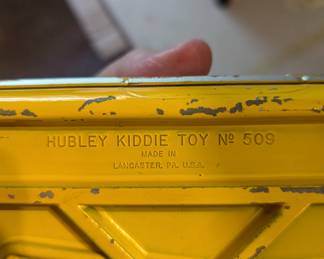 HUBLEY KIDDIE TOY Nº 509
MADE IN
LANCASTER, PA. U.S.A.